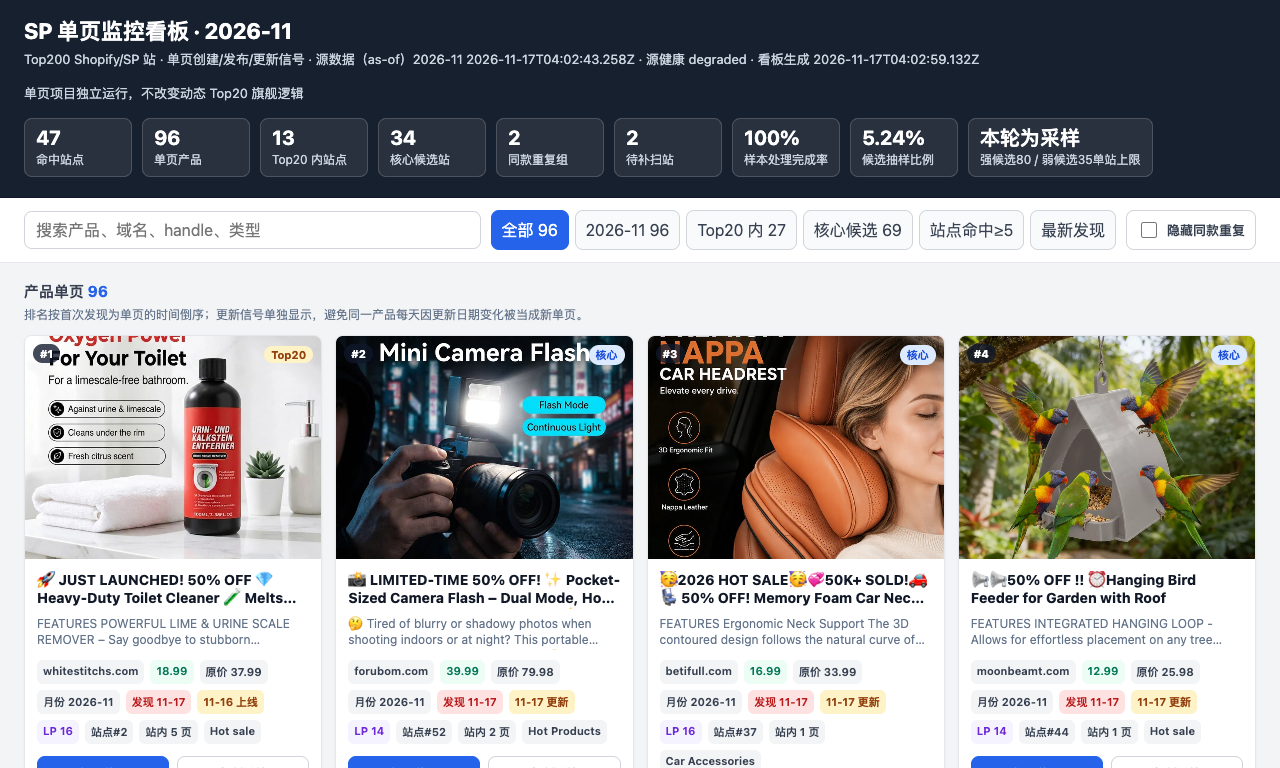 SP 单页监控看板 · 2026-11
Top200 Shopify/SP 站 · 单页创建/发布/更新信号 · 源数据（as-of）2026-11 2026-11-17T04:02:43.258Z · 源健康 degraded · 看板生成 2026-11-17T04:02:59.132Z
单页项目独立运行，不改变动态 Top20 旗舰逻辑
47
命中站点
96
单页产品
13
Top20 内站点
34
核心候选站
2
同款重复组
2
待补扫站
100%
样本处理完成率
5.24%
候选抽样比例
本轮为采样
强候选80 / 弱候选35单站上限
搜索产品、域名、handle、类型
全部 96
2026-11 96
Top20 内 27
核心候选 69
站点命中≥5
最新发现
隐藏同款重复
产品单页 96
排名按首次发现为单页的时间倒序；更新信号单独显示，避免同一产品每天因更新日期变化被当成新单页。
#1
Top20
Oxygen Power
For Your Toilet
For a limescale-free bathroom.
Against urine & limescale
Cleans under the rim
Fresh citrus scent
URIN- UND
KALKSTEIN
ENTFERNER
🚀 JUST LAUNCHED! 50% OFF 💎
Heavy-Duty Toilet Cleaner🧪 Melts...
FEATURES POWERFUL LIME & URINE SCALE
REMOVER – Say goodbye to stubborn...
whitestitchs.com
18.99
原价 37.99
月份 2026-11
发现 11-17
11-16 上线
LP 16
站点#2
站内 5 页
Hot sale
#2
核心
Mini Camera Flash
Flash Mode
Continuous Light
📸 LIMITED-TIME 50% OFF! ✨ Pocket-
Sized Camera Flash – Dual Mode, Ho...
🤔 Tired of blurry or shadowy photos when
shooting indoors or at night? This portable...
forubom.com
39.99
原价 79.98
月份 2026-11
发现 11-17
11-17 更新
LP 14
站点#52
站内 2 页
Hot Products
#3
核心
NAPPA
CAR HEADREST
Elevate every drive.
3D Ergonomic Fit
Nappa Leather
🥳2026 HOT SALE🥳💞50K+ SOLD!🚗
💺 50% OFF! Memory Foam Car Nec...
FEATURES Ergonomic Neck Support The 3D
contoured design follows the natural curve of...
betifull.com
16.99
原价 33.99
月份 2026-11
发现 11-17
11-17 更新
LP 16
站点#37
站内 1 页
Car Accessories
#4
核心
📢📢50% OFF !! ⏰Hanging Bird
Feeder for Garden with Roof
FEATURES INTEGRATED HANGING LOOP -
Allows for effortless placement on any tree...
moonbeamt.com
12.99
原价 25.98
月份 2026-11
发现 11-17
11-17 更新
LP 14
站点#44
站内 1 页
Hot sale